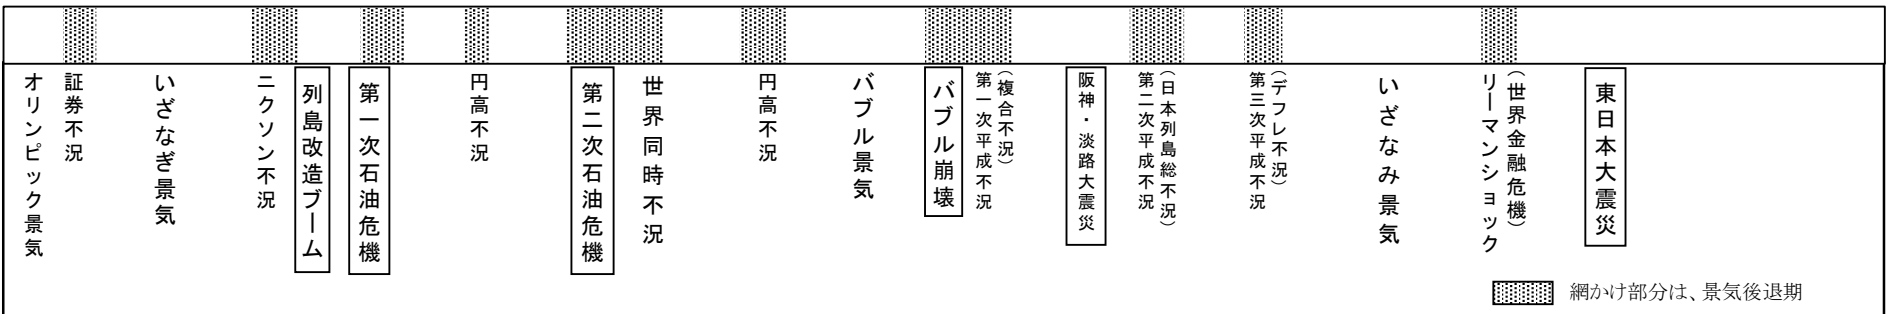 オリンピック景気
証券不況
いざなぎ景気
ニクソン不況
列島改造ブーム
第一次石油危機
円高不況
第二次石油危機
世界同時不況
円高不況
バブル景気
バブル崩壊
第一次平成不況
（複合不況）
阪神・淡路大震災
第二次平成不況
（日本列島総不況）
第三次平成不況
（デフレ不況）
いざなみ景気
リーマンショック
（世界金融危機）
東日本大震災
網かけ部分は、景気後退期